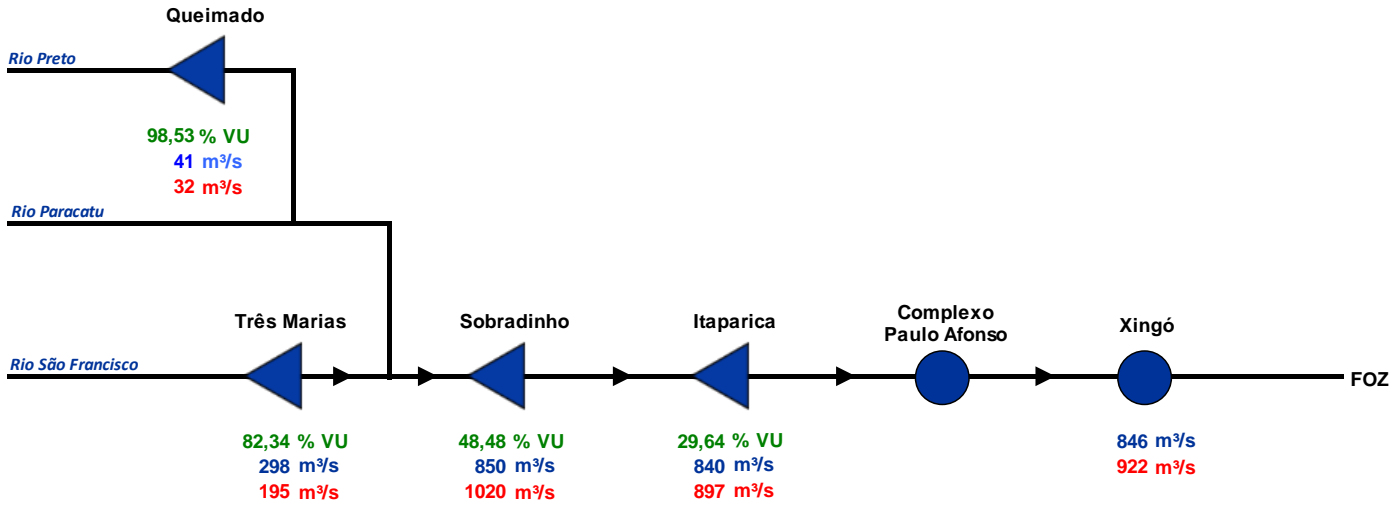 Queimado
Rio Preto
98,53 % VU
41 m³/s
32 m³/s
Rio Paracatu
Três Marias
Sobradinho
Itaparica
Complexo
Paulo Afonso
Xingó
Rio São Francisco
FOZ
82,34 % VU
298 m³/s
195 m³/s
48,48 % VU
850 m³/s
1020 m³/s
29,64 % VU
840 m³/s
897 m³/s
846 m³/s
922 m³/s